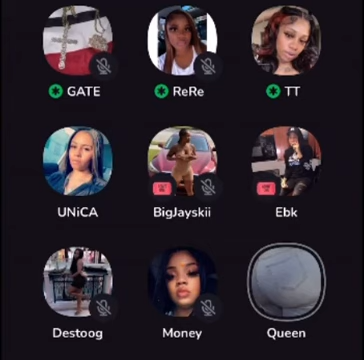 GATE
ReRe
TT
UNiCA
BigJayskii
Ebk
Destoog
Money
Queen